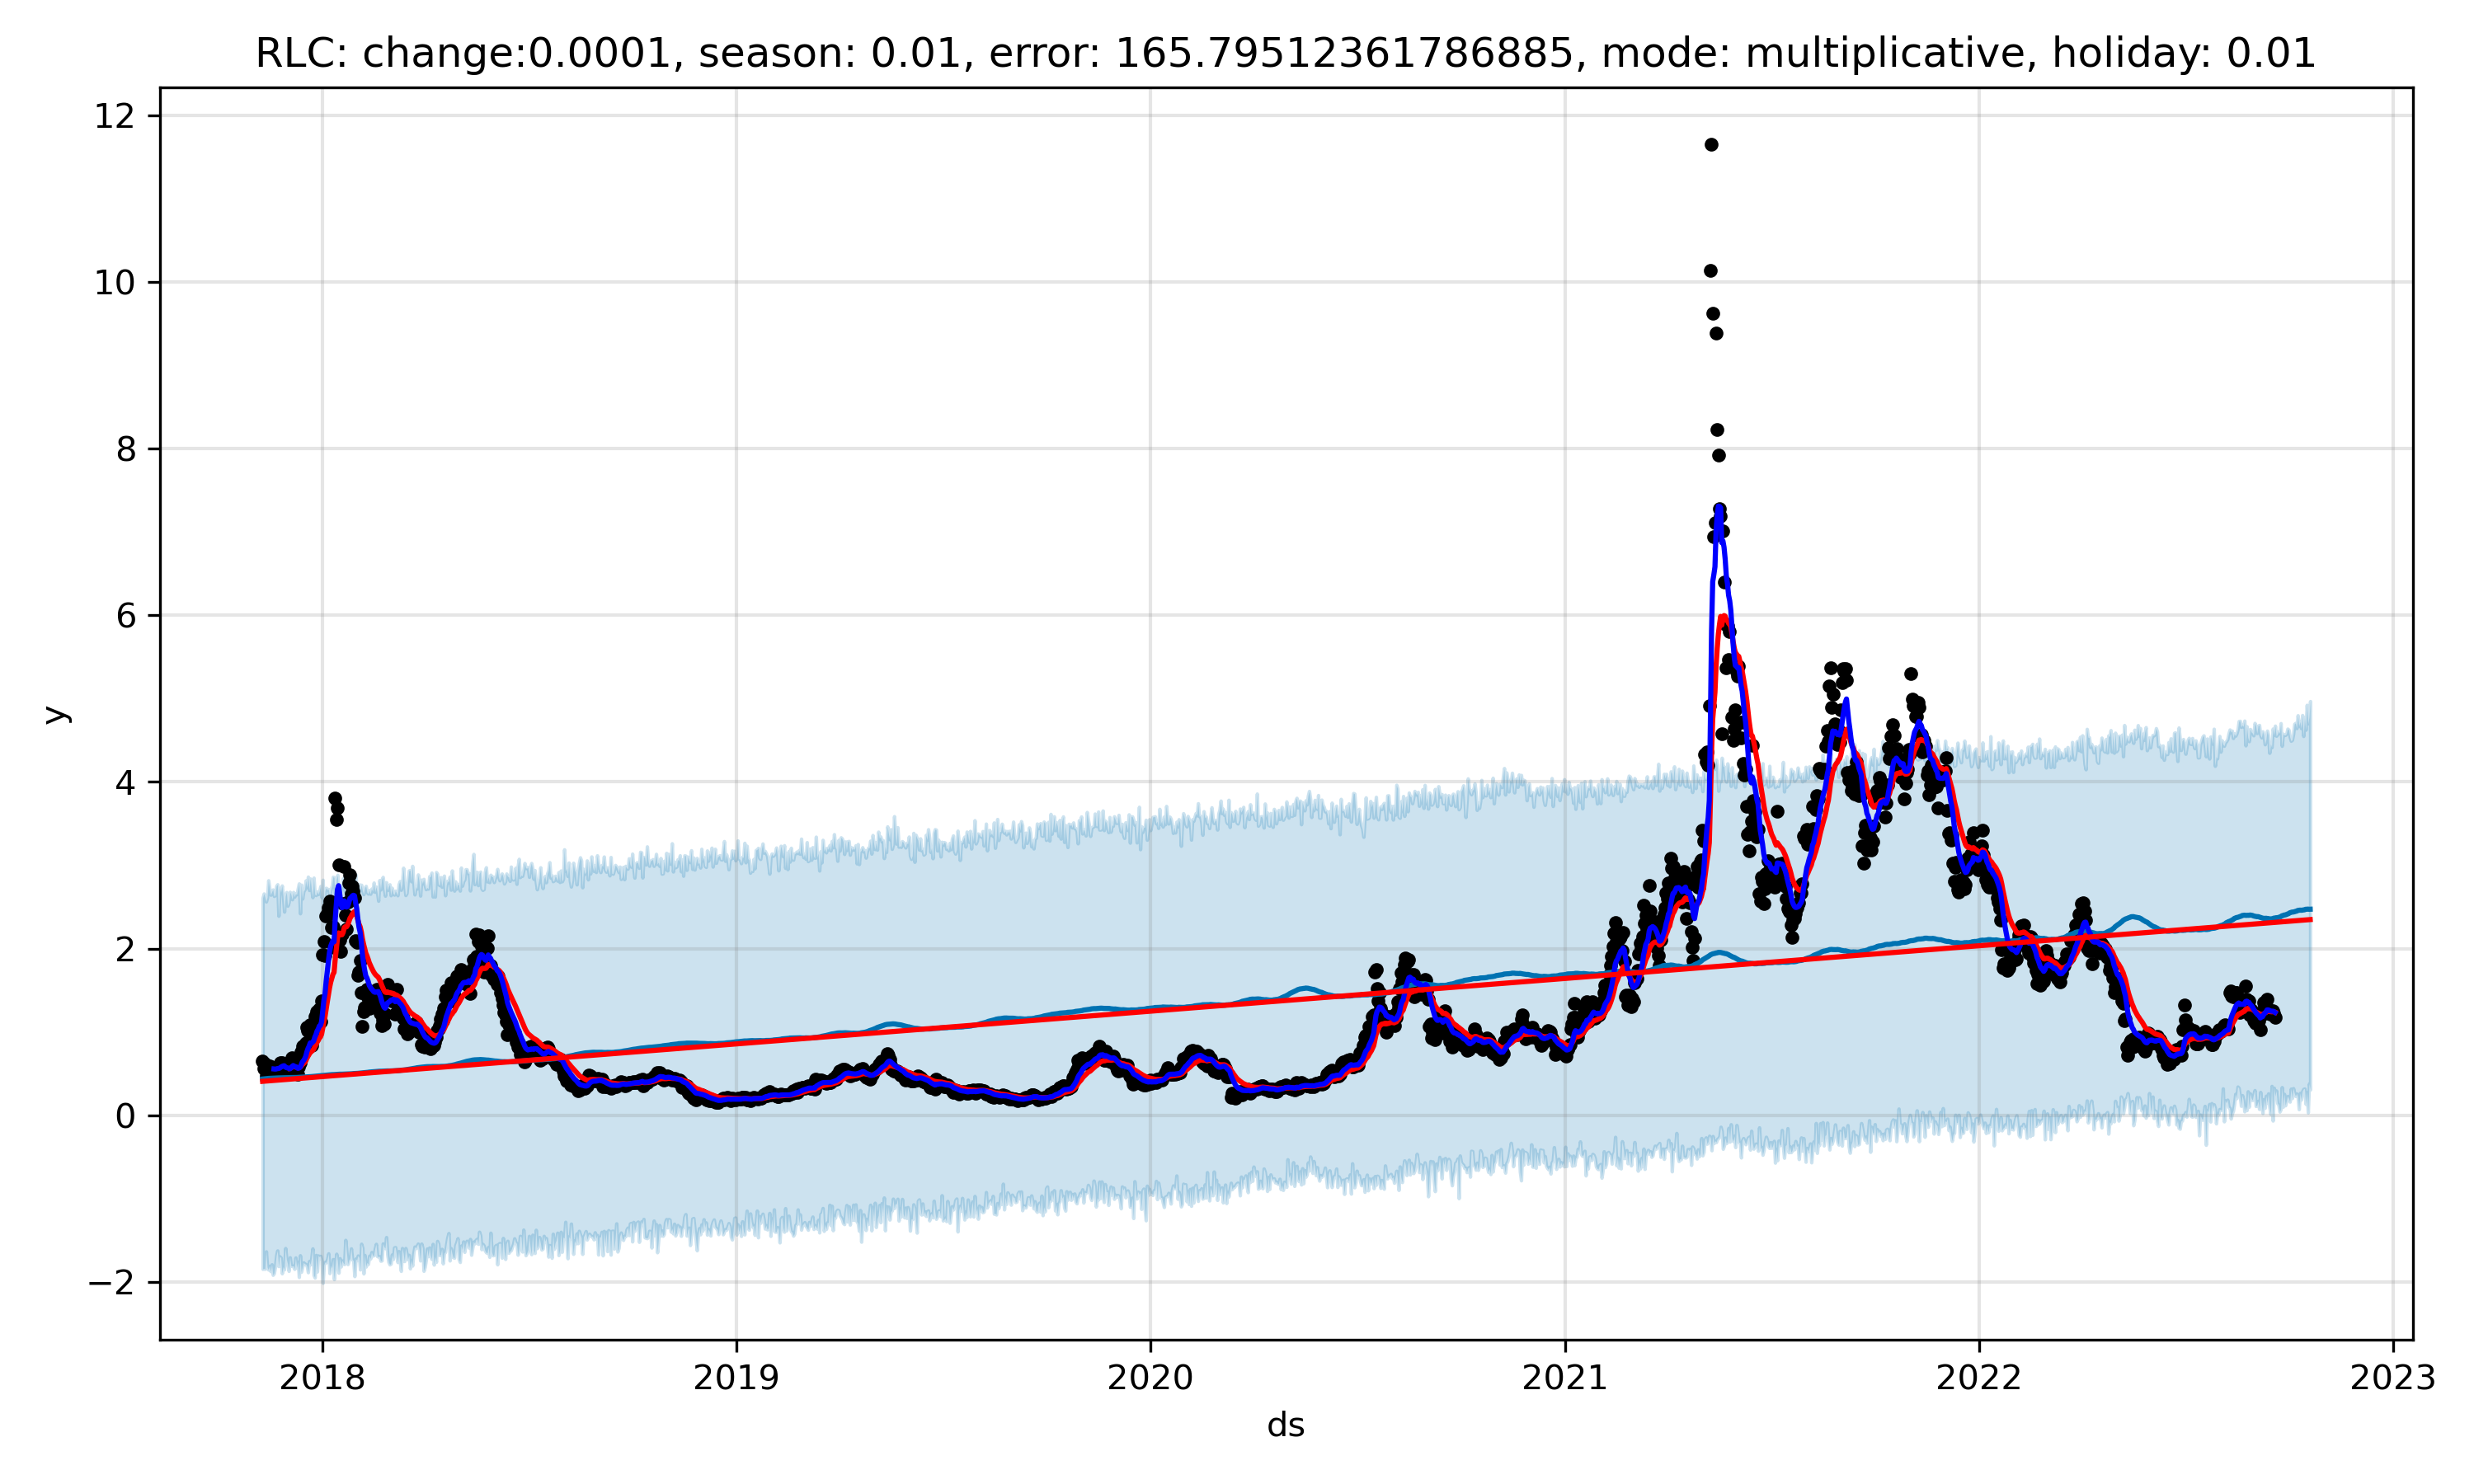 RLC: change:0.0001, season: 0.01, error: 165.79512361786885, mode: multiplicative, holiday: 0.01
12
10
8
6
4
2
0
−2
y
2018 2019 2020 2021 2022 2023
ds